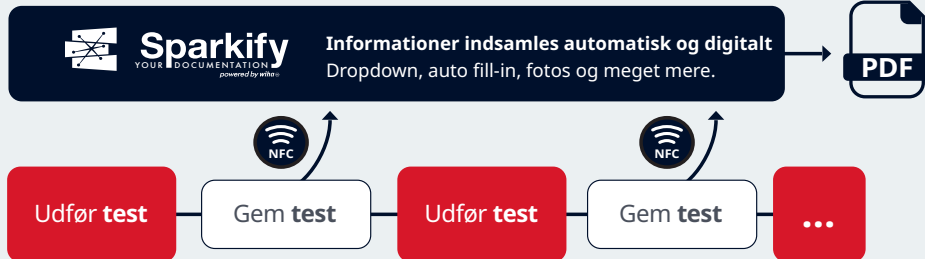 Sparkify
YOUR DOCUMENTATION
powered by wiha
Informationer indsamles automatisk og digitalt
Dropdown, auto fill-in, fotos og meget mere.
PDF
NFC
NFC
Udfør test
Gem test
Udfør test
Gem test
...